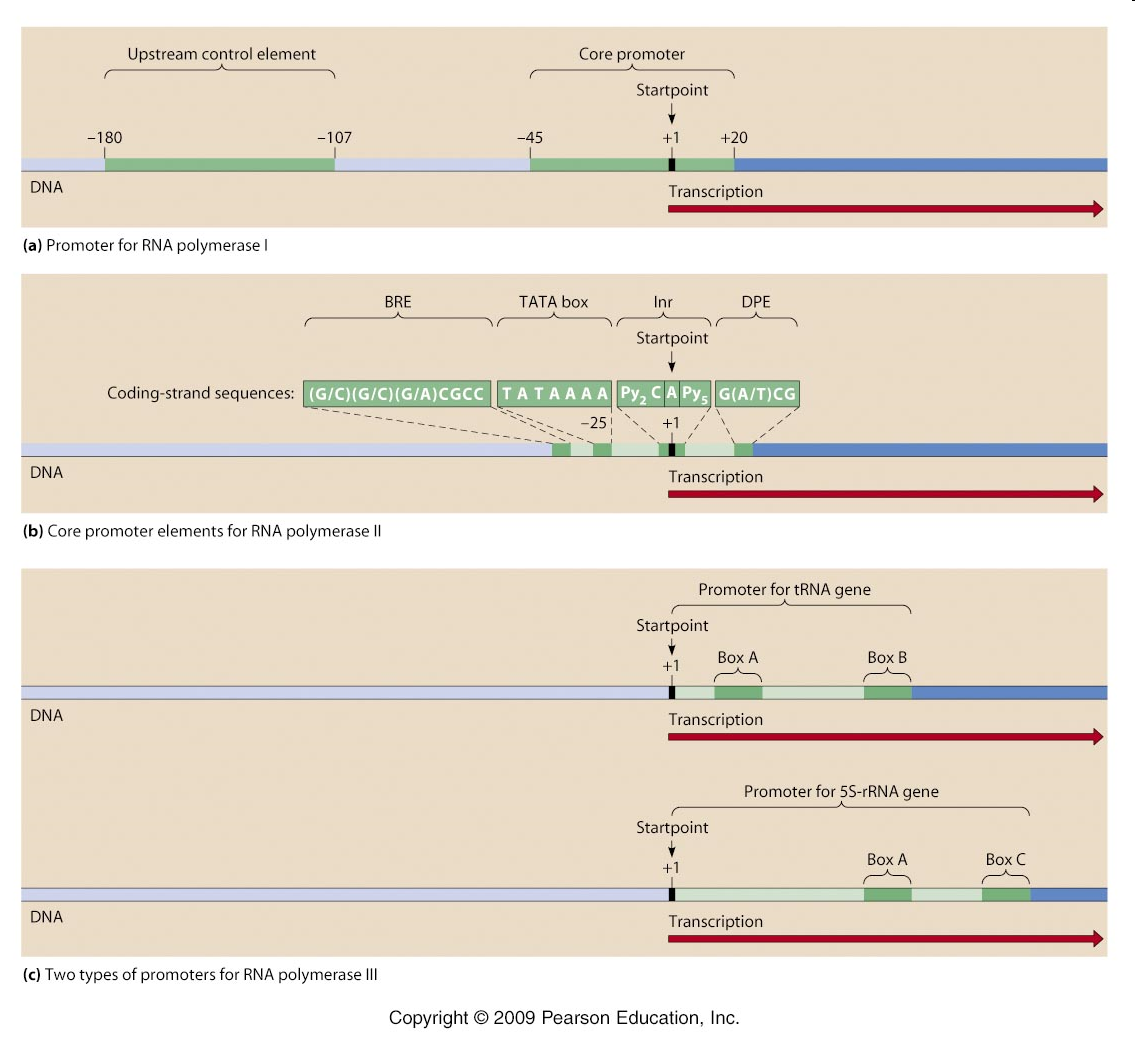 Upstream control element
Core promoter
Startpoint
–180
–107
–45
+1
+20
DNA
Transcription
(a) Promoter for RNA polymerase I
BRE
TATA box
Inr
DPE
Startpoint
Coding-strand sequences:
(G/C)(G/C)(G/A)CGCC
T A T A A A A
Py2 C A Py5
G(A/T)CG
–25
+1
DNA
Transcription
(b) Core promoter elements for RNA polymerase II
Promoter for tRNA gene
Startpoint
+1
Box A
Box B
DNA
Transcription
Promoter for 5S-rRNA gene
Startpoint
+1
Box A
Box C
DNA
Transcription
(c) Two types of promoters for RNA polymerase III
Copyright © 2009 Pearson Education, Inc.